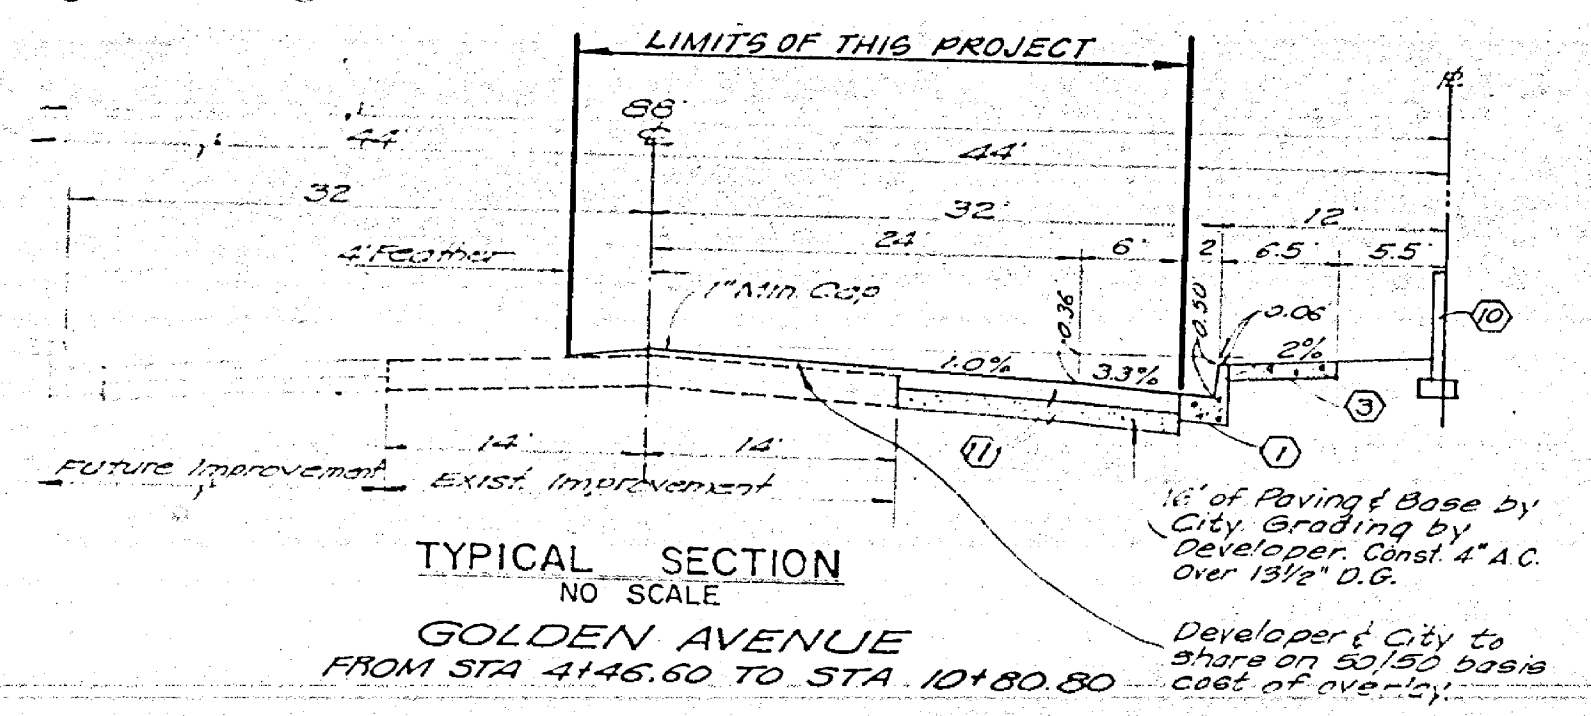 LIMITS OF THIS PROJECT
88'
℄
44'
44'
32
32'
12'
24'
6'
2
6.5'
5.5'
4' Feather
1" Min. Cap
0.36
0.50
0.06
10
1.0%
3.3%
2%
3
11
1
14'
14'
Future Improvement
Exist. Improvement
16' of Paving & Base by
City. Grading by
Developer. Const. 4" A.C.
Over 13 1/2" D.G.
TYPICAL SECTION
NO SCALE
GOLDEN AVENUE
FROM STA 4+46.60 TO STA 10+80.80
Developer & City to
share on 50/50 basis
cost of overlay.